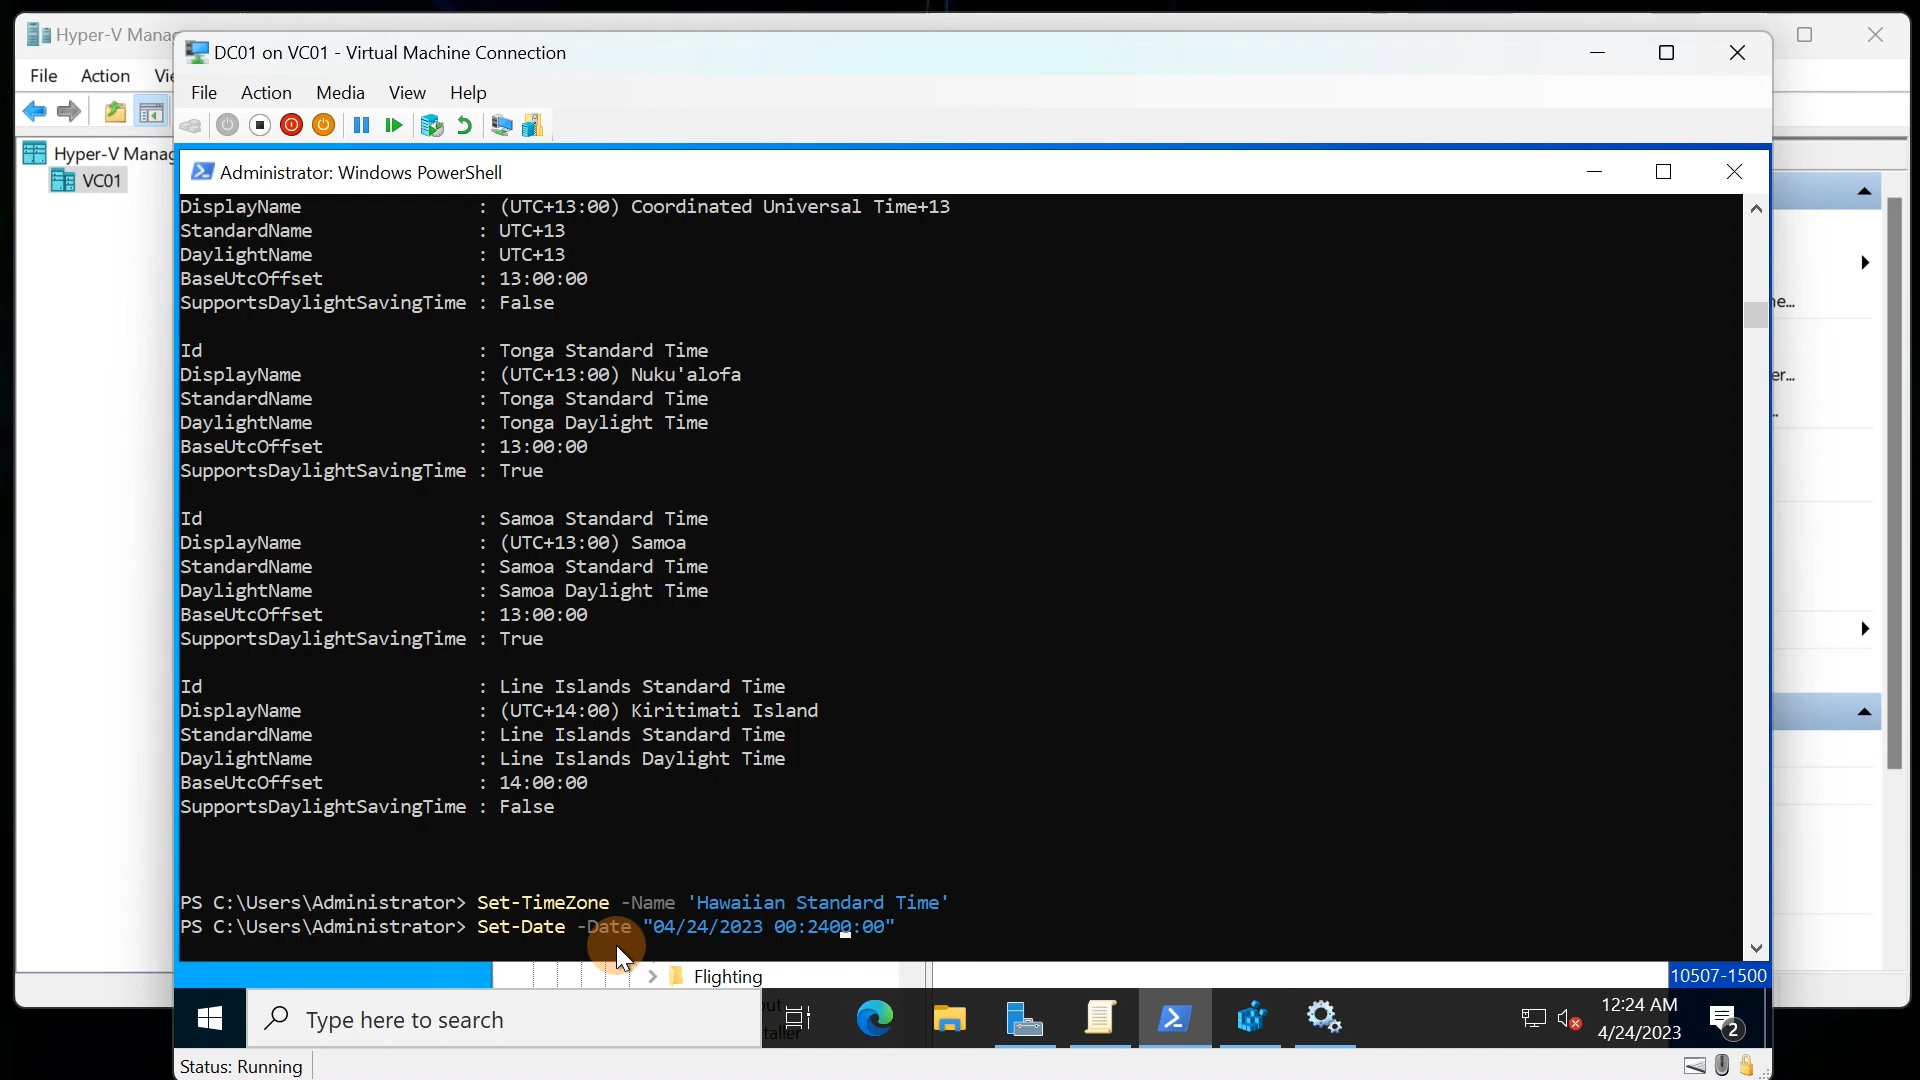 Hyper-V Manag
File Action Vie
DC01 on VC01 - Virtual Machine Connection
File Action Media View Help
Hyper-V Manag
VC01
Administrator: Windows PowerShell
DisplayName : (UTC+13:00) Coordinated Universal Time+13
StandardName : UTC+13
DaylightName : UTC+13
BaseUtcOffset : 13:00:00
SupportsDaylightSavingTime : False
Id : Tonga Standard Time
DisplayName : (UTC+13:00) Nuku'alofa
StandardName : Tonga Standard Time
DaylightName : Tonga Daylight Time
BaseUtcOffset : 13:00:00
SupportsDaylightSavingTime : True
Id : Samoa Standard Time
DisplayName : (UTC+13:00) Samoa
StandardName : Samoa Standard Time
DaylightName : Samoa Daylight Time
BaseUtcOffset : 13:00:00
SupportsDaylightSavingTime : True
Id : Line Islands Standard Time
DisplayName : (UTC+14:00) Kiritimati Island
StandardName : Line Islands Standard Time
DaylightName : Line Islands Daylight Time
BaseUtcOffset : 14:00:00
SupportsDaylightSavingTime : False
PS C:\Users\Administrator> Set-TimeZone -Name 'Hawaiian Standard Time'
PS C:\Users\Administrator> Set-Date -Date "04/24/2023 00:2400:00"
Flighting
10507-1500
Type here to search
12:24 AM
4/24/2023
2
Status: Running